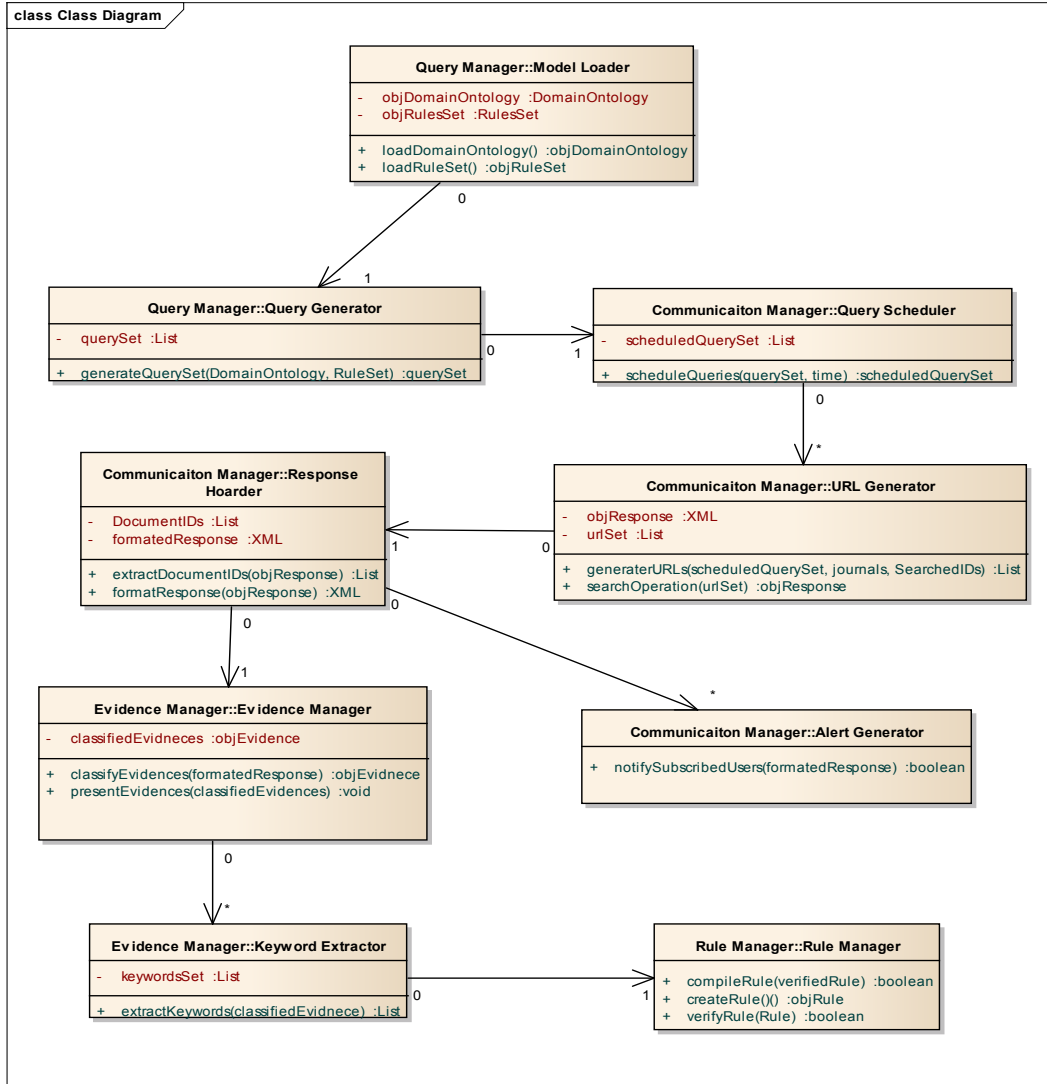 class Class Diagram
Query Manager::Model Loader
- objDomainOntology :DomainOntology
- objRulesSet :RulesSet
+ loadDomainOntology() :objDomainOntology
+ loadRuleSet() :objRuleSet
0
1
Query Manager::Query Generator
- querySet :List
+ generateQuerySet(DomainOntology, RuleSet) :querySet
0
1
Communicaiton Manager::Query Scheduler
- scheduledQuerySet :List
+ scheduleQueries(querySet, time) :scheduledQuerySet
0
*
Communicaiton Manager::Response
Hoarder
- DocumentIDs :List
- formatedResponse :XML
+ extractDocumentIDs(objResponse) :List
+ formatResponse(objResponse) :XML
1
0
Communicaiton Manager::URL Generator
- objResponse :XML
- urlSet :List
+ generaterURLs(scheduledQuerySet, journals, SearchedIDs) :List
+ searchOperation(urlSet) :objResponse
0
0
1
*
Evidence Manager::Evidence Manager
- classifiedEvidneces :objEvidence
+ classifyEvidences(formatedResponse) :objEvidnece
+ presentEvidences(classifiedEvidences) :void
Communicaiton Manager::Alert Generator
+ notifySubscribedUsers(formatedResponse) :boolean
0
*
Evidence Manager::Keyword Extractor
- keywordsSet :List
+ extractKeywords(classifiedEvidnece) :List
0
1
Rule Manager::Rule Manager
+ compileRule(verifiedRule) :boolean
+ createRule()() :objRule
+ verifyRule(Rule) :boolean